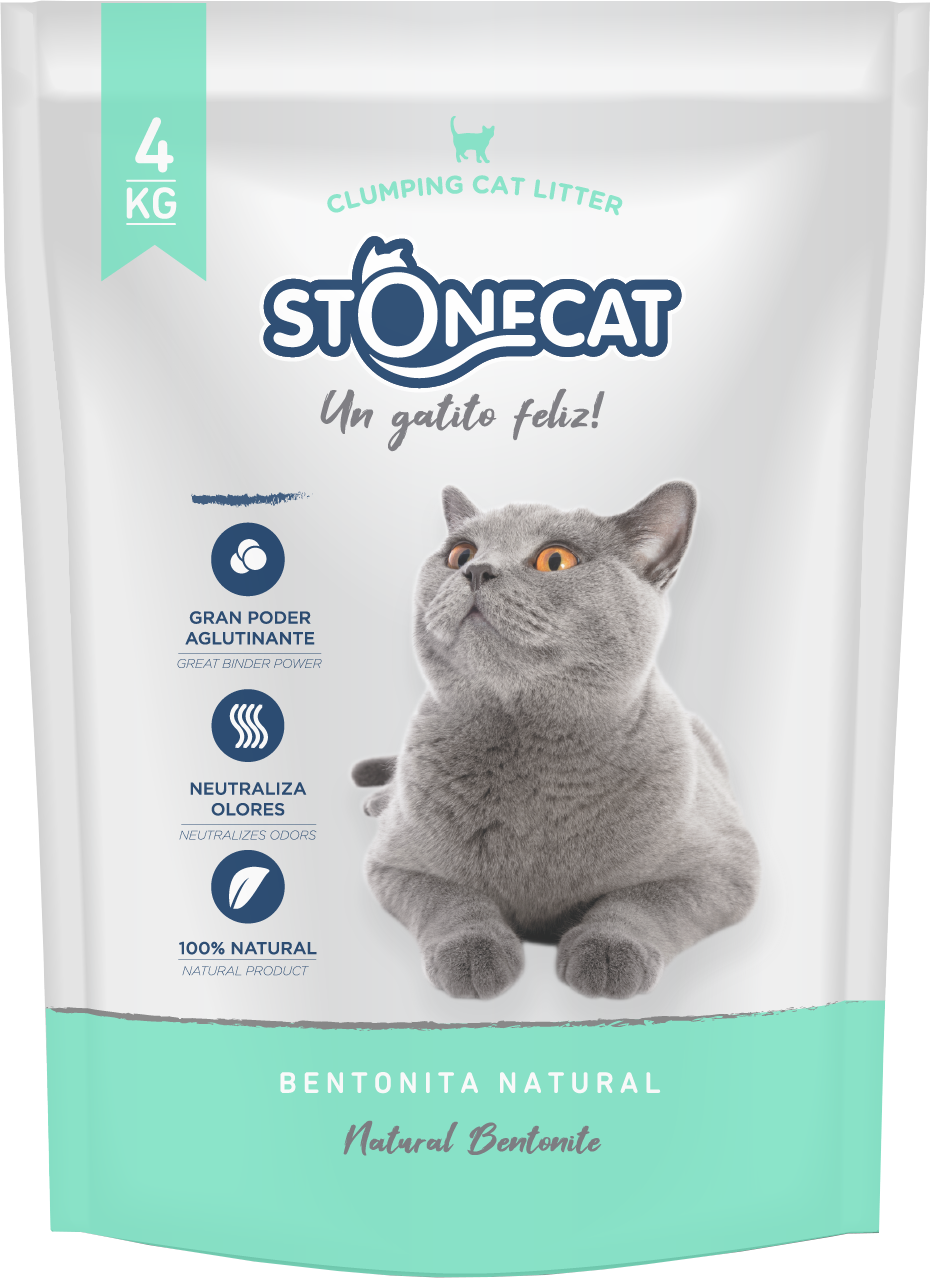 4
KG
CLUMPING CAT LITTER
STONECAT
Un gatito feliz!
GRAN PODER
AGLUTINANTE
GREAT BINDER POWER
NEUTRALIZA
OLORES
NEUTRALIZES ODORS
100% NATURAL
NATURAL PRODUCT
BENTONITA NATURAL
Natural Bentonite